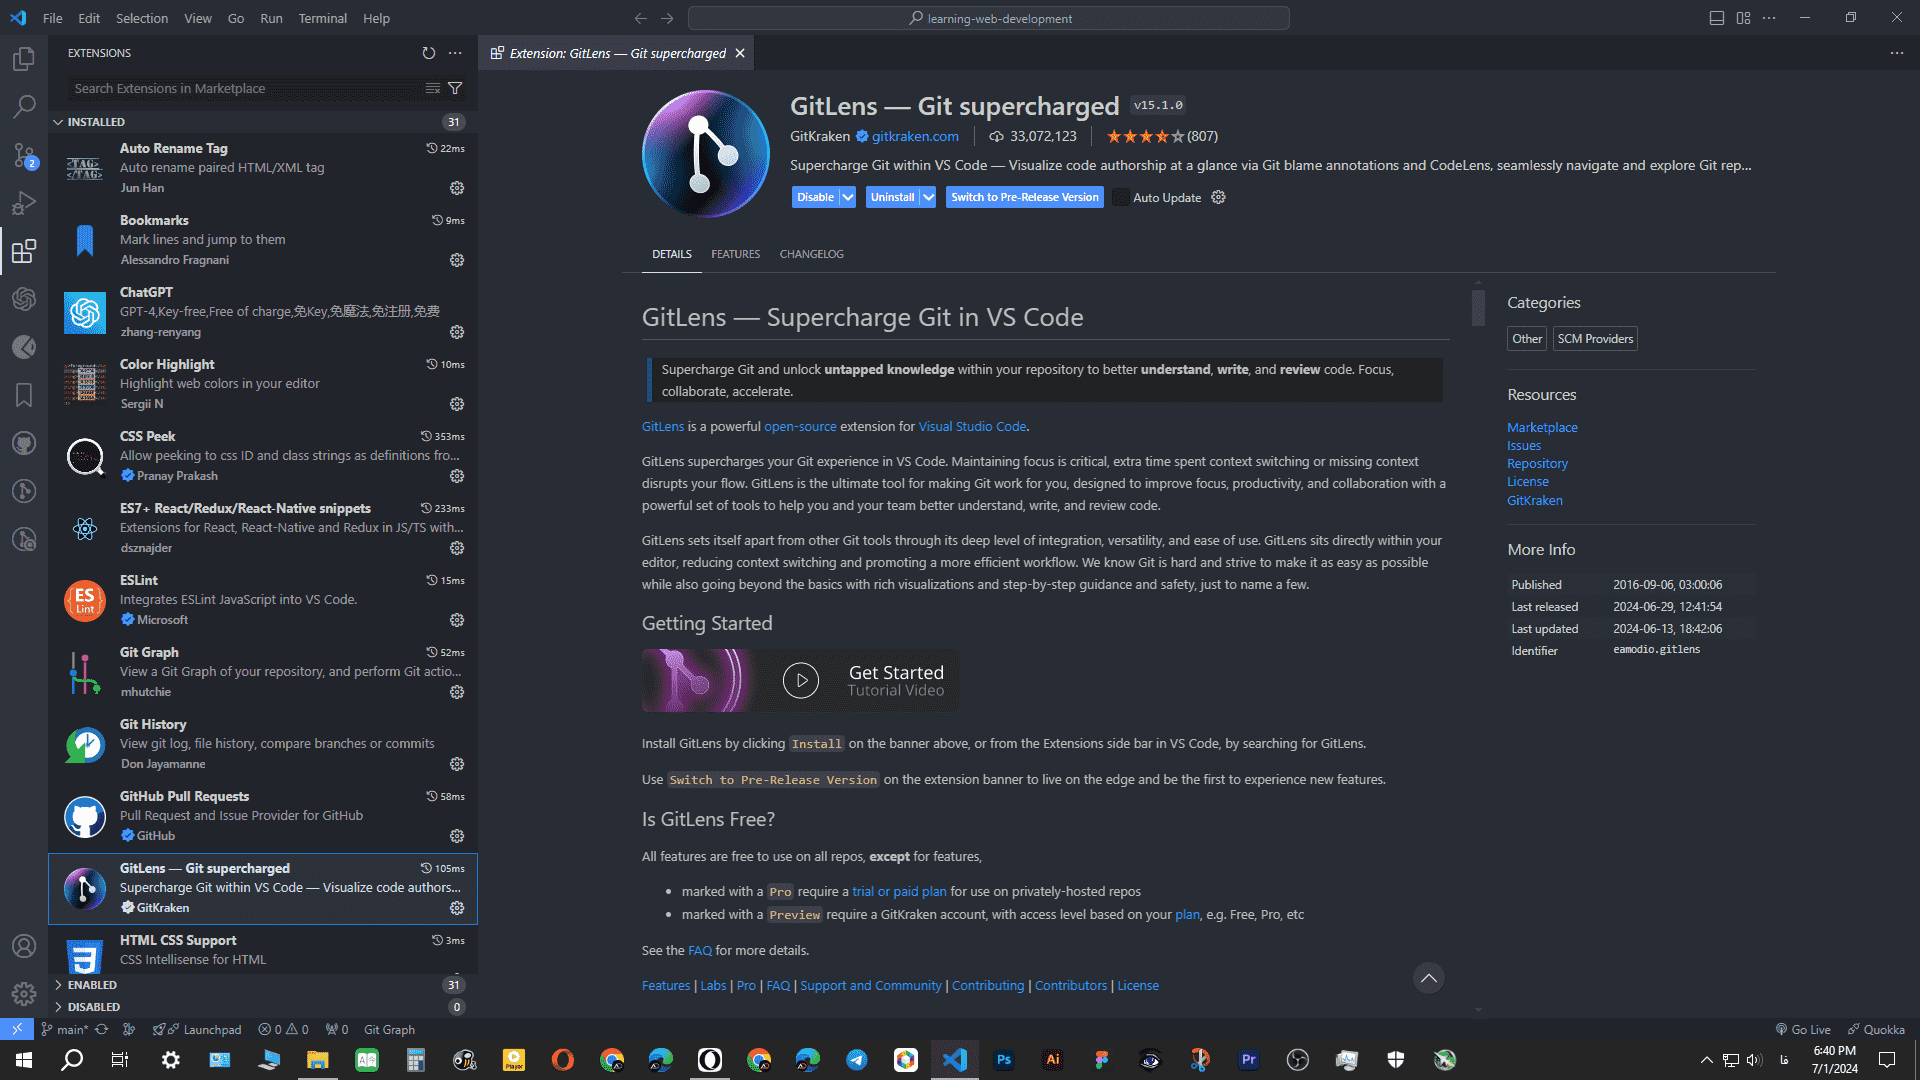 File Edit Selection View Go Run Terminal Help
learning-web-development
EXTENSIONS
Search Extensions in Marketplace
INSTALLED 31
Auto Rename Tag 22ms
Auto rename paired HTML/XML tag
Jun Han
Bookmarks 9ms
Mark lines and jump to them
Alessandro Fragnani
ChatGPT
GPT-4,Key-free,Free of charge,免Key,免魔法,免注册,免费
zhang-renyang
Color Highlight 10ms
Highlight web colors in your editor
Sergii N
CSS Peek 353ms
Allow peeking to css ID and class strings as definitions fro...
Pranay Prakash
ES7+ React/Redux/React-Native snippets 233ms
Extensions for React, React-Native and Redux in JS/TS with...
dsznajder
ES Lint
ESLint 15ms
Integrates ESLint JavaScript into VS Code.
Microsoft
Git Graph 52ms
View a Git Graph of your repository, and perform Git actio...
mhutchie
Git History
View git log, file history, compare branches or commits
Don Jayamanne
GitHub Pull Requests 58ms
Pull Request and Issue Provider for GitHub
GitHub
GitLens — Git supercharged 105ms
Supercharge Git within VS Code — Visualize code authors...
GitKraken
HTML CSS Support 3ms
CSS Intellisense for HTML
ENABLED 31
DISABLED 0
Extension: GitLens — Git supercharged
GitLens — Git supercharged v15.1.0
GitKraken gitkraken.com 33,072,123 (807)
Supercharge Git within VS Code — Visualize code authorship at a glance via Git blame annotations and CodeLens, seamlessly navigate and explore Git rep...
Disable Uninstall Switch to Pre-Release Version Auto Update
DETAILS FEATURES CHANGELOG
GitLens — Supercharge Git in VS Code
Supercharge Git and unlock untapped knowledge within your repository to better understand, write, and review code. Focus,
collaborate, accelerate.
GitLens is a powerful open-source extension for Visual Studio Code.
GitLens supercharges your Git experience in VS Code. Maintaining focus is critical, extra time spent context switching or missing context
disrupts your flow. GitLens is the ultimate tool for making Git work for you, designed to improve focus, productivity, and collaboration with a
powerful set of tools to help you and your team better understand, write, and review code.
GitLens sets itself apart from other Git tools through its deep level of integration, versatility, and ease of use. GitLens sits directly within your
editor, reducing context switching and promoting a more efficient workflow. We know Git is hard and strive to make it as easy as possible
while also going beyond the basics with rich visualizations and step-by-step guidance and safety, just to name a few.
Getting Started
Get Started
Tutorial Video
Install GitLens by clicking Install on the banner above, or from the Extensions side bar in VS Code, by searching for GitLens.
Use Switch to Pre-Release Version on the extension banner to live on the edge and be the first to experience new features.
Is GitLens Free?
All features are free to use on all repos, except for features,
marked with a Pro require a trial or paid plan for use on privately-hosted repos
marked with a Preview require a GitKraken account, with access level based on your plan, e.g. Free, Pro, etc
See the FAQ for more details.
Features | Labs | Pro | FAQ | Support and Community | Contributing | Contributors | License
Categories
Other SCM Providers
Resources
Marketplace
Issues
Repository
License
GitKraken
More Info
Published 2016-09-06, 03:00:06
Last released 2024-06-29, 12:41:54
Last updated 2024-06-13, 18:42:06
Identifier eamodio.gitlens
2
main* Launchpad 0 0 0 Git Graph Go Live Quokka
Player Ps Ai Pr
فا 6:40 PM
7/1/2024